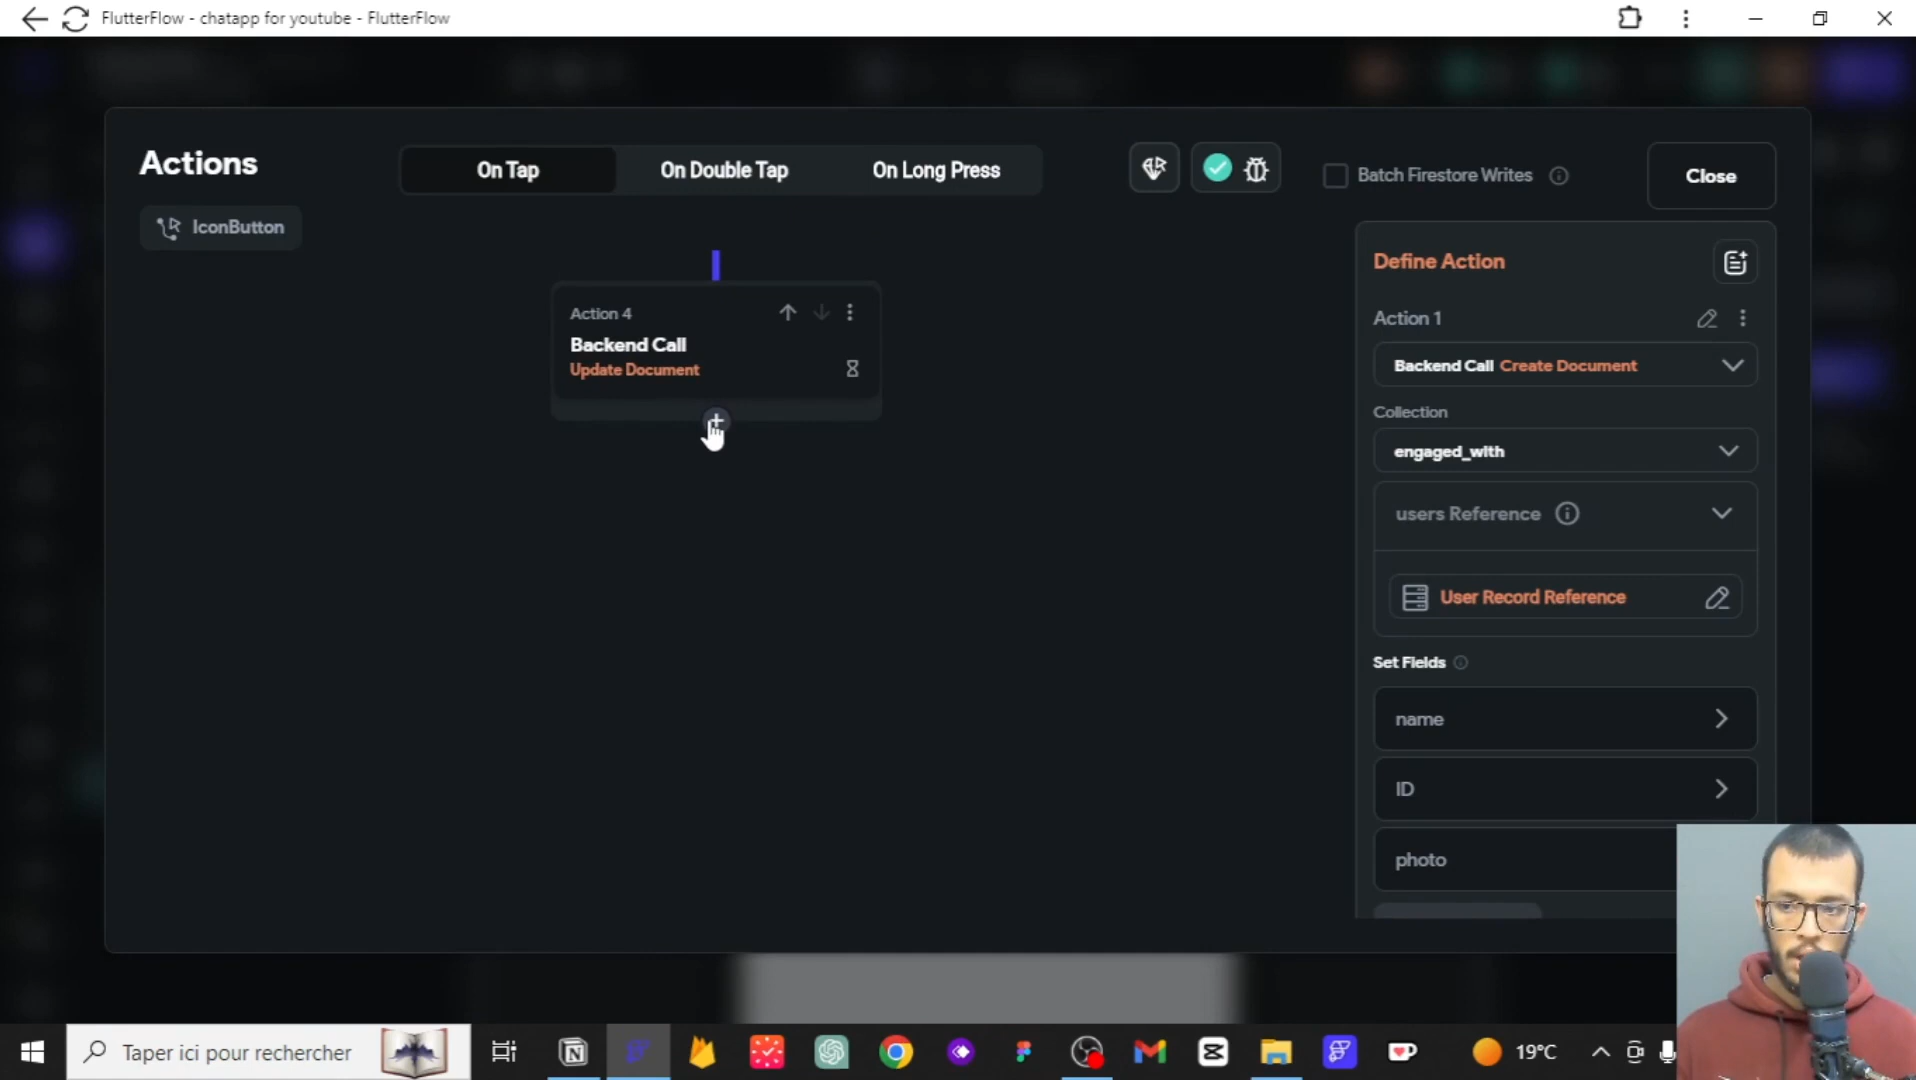 FlutterFlow - chatapp for youtube - FlutterFlow
Actions
On Tap
On Double Tap
On Long Press
Batch Firestore Writes
Close
IconButton
Action 4
Backend Call
Update Document
Define Action
Action 1
Backend Call Create Document
Collection
engaged_with
users Reference
User Record Reference
Set Fields
name
ID
photo
Taper ici pour rechercher
19°C